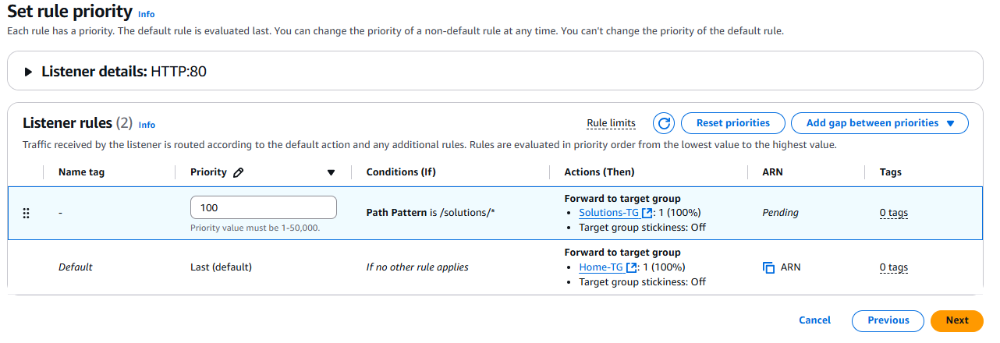 Set rule priority Info
Each rule has a priority. The default rule is evaluated last. You can change the priority of a non-default rule at any time. You can't change the priority of the default rule.
Listener details: HTTP:80
Listener rules (2) Info
Rule limits
Reset priorities
Add gap between priorities
Traffic received by the listener is routed according to the default action and any additional rules. Rules are evaluated in priority order from the lowest value to the highest value.
Name tag Priority Conditions (If) Actions (Then) ARN Tags
-
100
Priority value must be 1-50,000.
Path Pattern is /solutions/*
Forward to target group
• Solutions-TG : 1 (100%)
• Target group stickiness: Off
Pending
0 tags
Default
Last (default)
If no other rule applies
Forward to target group
• Home-TG : 1 (100%)
• Target group stickiness: Off
ARN
0 tags
Cancel Previous Next